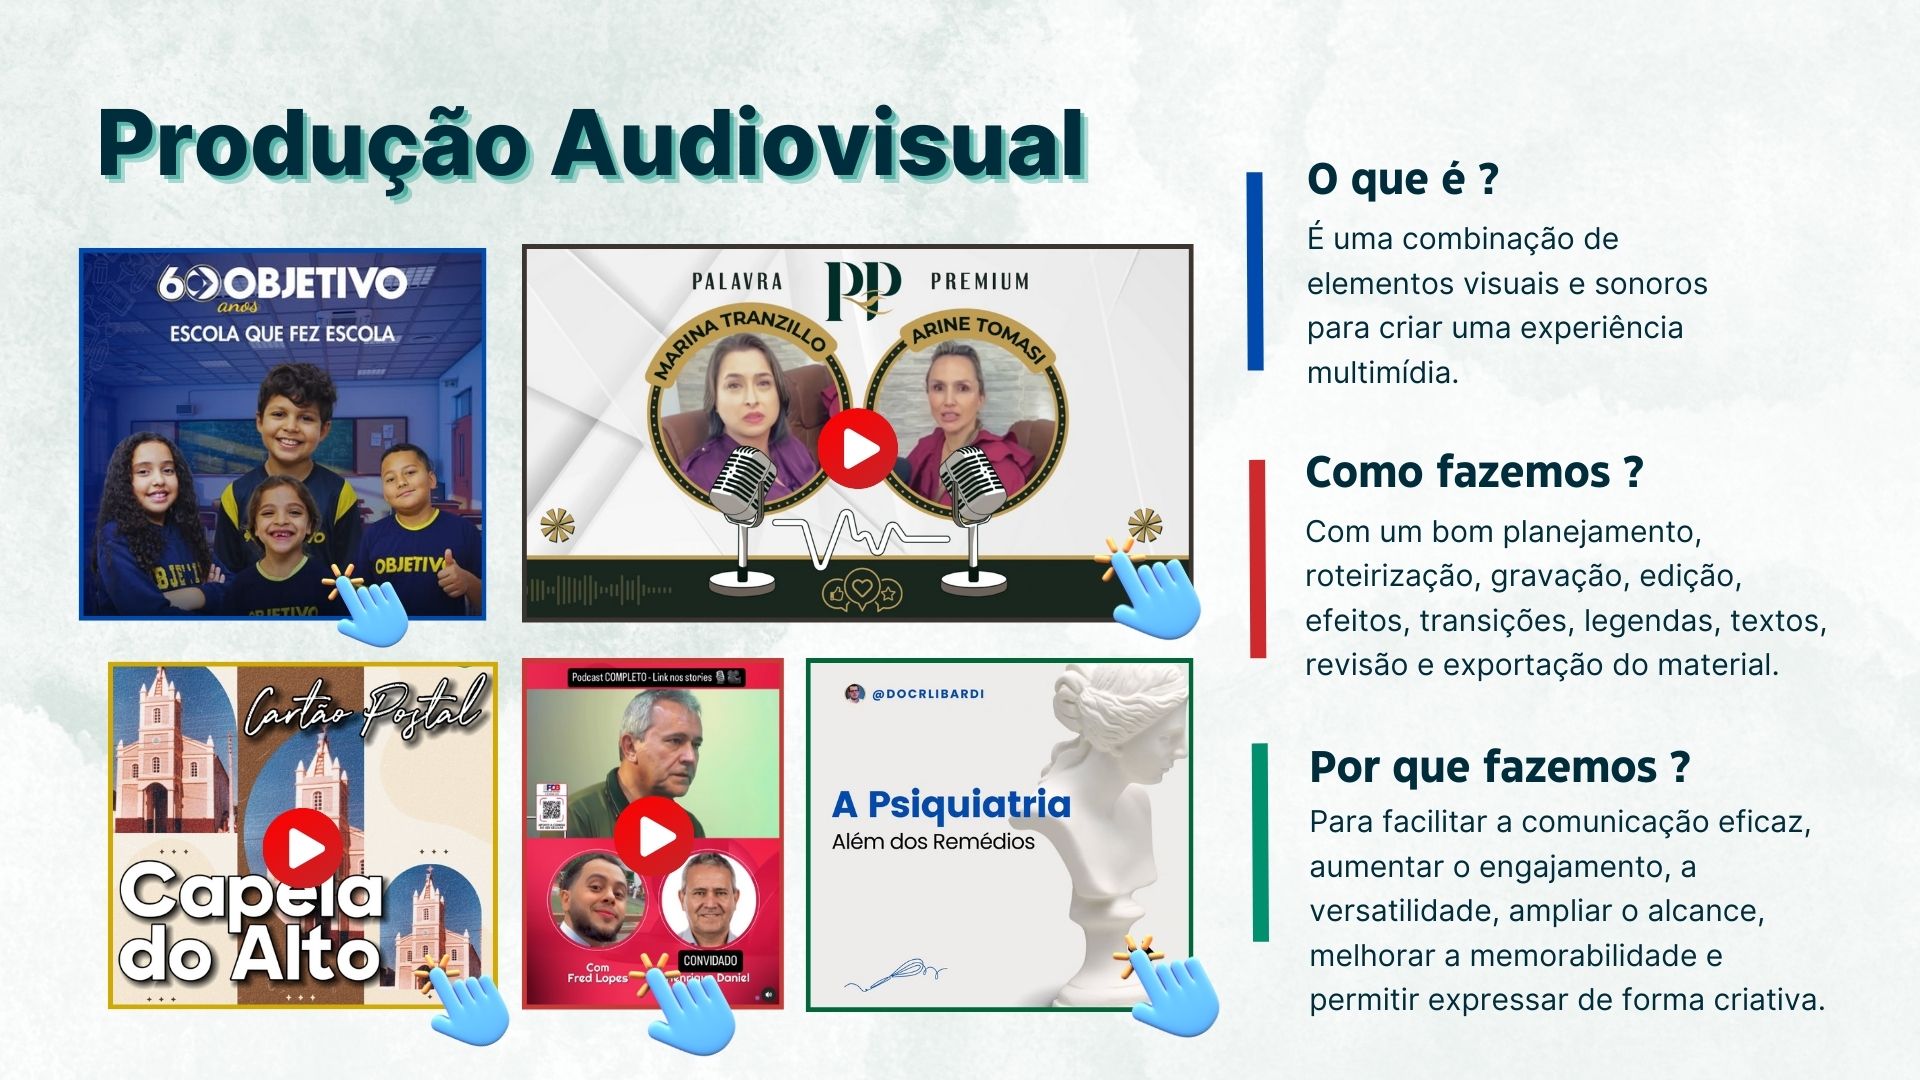 Produção Audiovisual
60 OBJETIVO
anos
ESCOLA QUE FEZ ESCOLA
OBJETIVO
OBJETIVO
PALAVRA PP PREMIUM
MARINA TRANZILLO
ARINE TOMASI
Cartão Postal
Capela
do Alto
Podcast COMPLETO - Link nos stories
Com
Fred Lopes
CONVIDADO
Daniel
@DOCRLIBARDI
A Psiquiatria
Além dos Remédios
O que é ?
É uma combinação de
elementos visuais e sonoros
para criar uma experiência
multimídia.
Como fazemos ?
Com um bom planejamento,
roteirização, gravação, edição,
efeitos, transições, legendas, textos,
revisão e exportação do material.
Por que fazemos ?
Para facilitar a comunicação eficaz,
aumentar o engajamento, a
versatilidade, ampliar o alcance,
melhorar a memorabilidade e
permitir expressar de forma criativa.